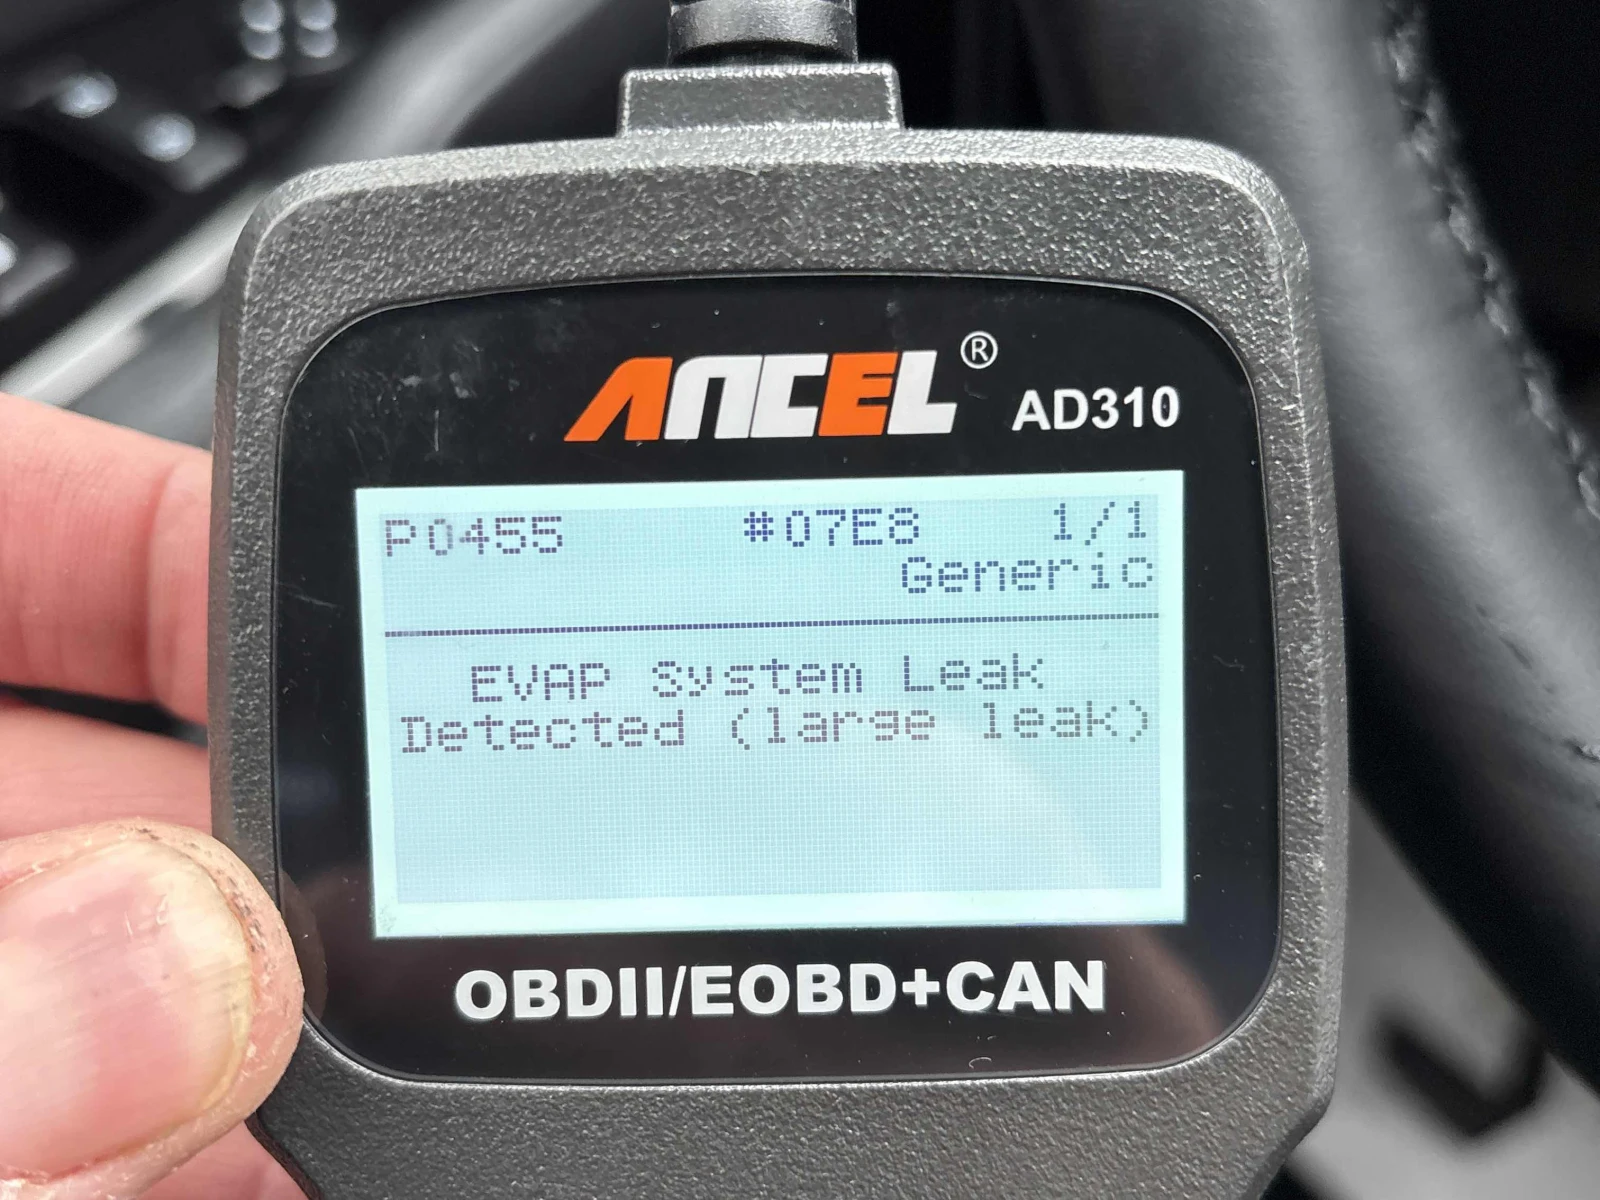 ANCEL® AD310
P0455 #07E8 1/1
Generic
EVAP System Leak
Detected (large leak)
OBDII/EOBD+CAN